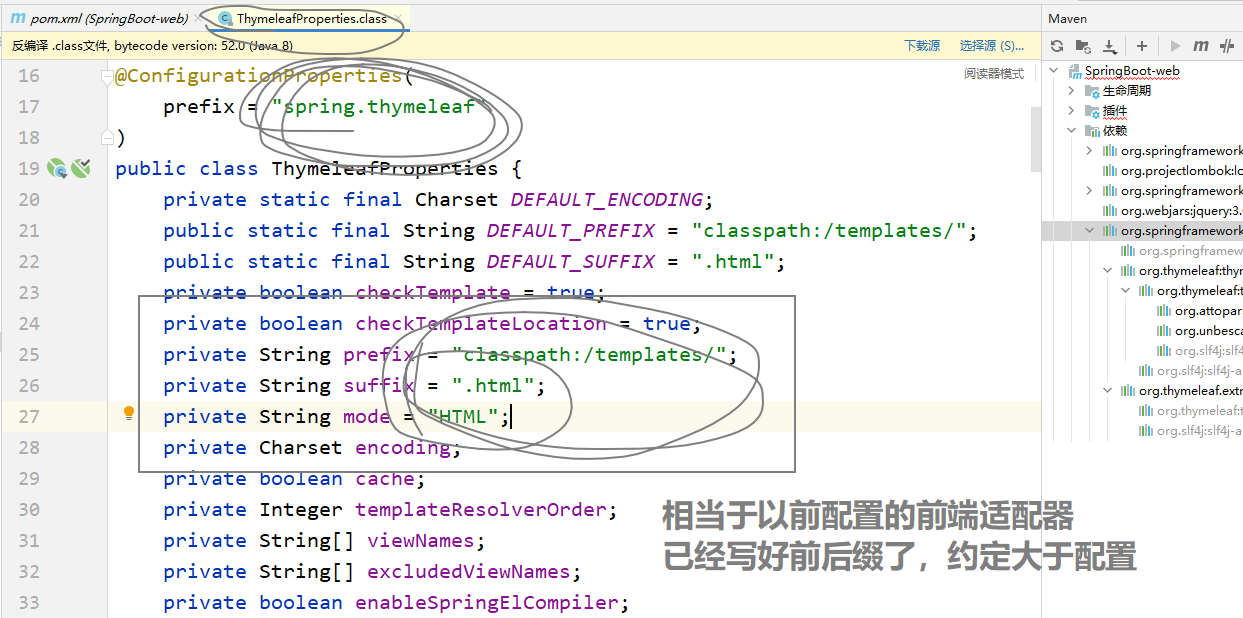 pom.xml (SpringBoot-web)
ThymeleafProperties.class
Maven
反编译 .class文件, bytecode version: 52.0 (Java 8)
下载源
选择源 (S)...
阅读器模式
16 @ConfigurationProperties(
17 prefix = "spring.thymeleaf"
18 )
19 public class ThymeleafProperties {
20 private static final Charset DEFAULT_ENCODING;
21 public static final String DEFAULT_PREFIX = "classpath:/templates/";
22 public static final String DEFAULT_SUFFIX = ".html";
23 private boolean checkTemplate = true;
24 private boolean checkTemplateLocation = true;
25 private String prefix = "classpath:/templates/";
26 private String suffix = ".html";
27 private String mode = "HTML";
28 private Charset encoding;
29 private boolean cache;
30 private Integer templateResolverOrder;
31 private String[] viewNames;
32 private String[] excludedViewNames;
33 private boolean enableSpringElCompiler;
相当于以前配置的前端适配器
已经写好前后缀了，约定大于配置
SpringBoot-web
生命周期
插件
依赖
org.springframework
org.projectlombok:lo
org.springframework
org.webjars:jquery:3.
org.springframework
org.springframew
org.thymeleaf:thyr
org.thymeleaf:t
org.attopar
org.unbesca
org.slf4j:slf4
org.slf4j:slf4j-a
org.thymeleaf.extr
org.thymeleaf:t
org.slf4j:slf4j-a